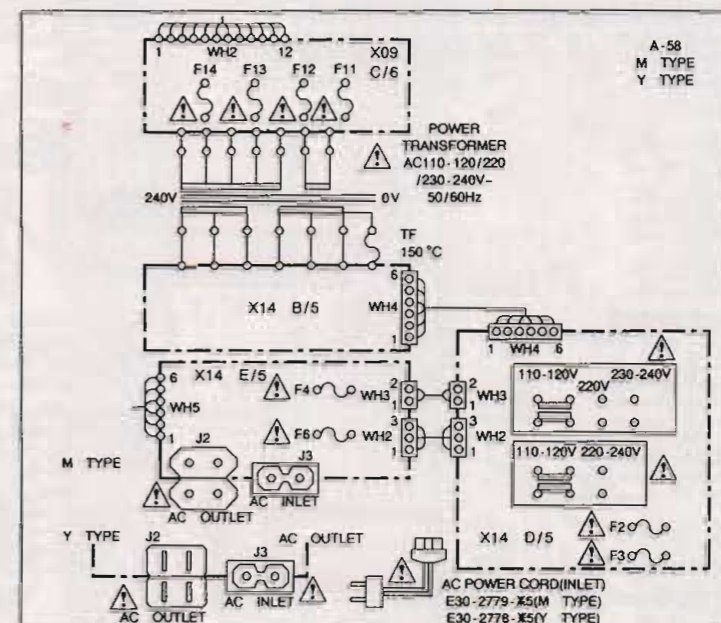 1 WH2 12 X09
F14 F13 F12 F11 C/6
A-58
M TYPE
Y TYPE
POWER
TRANSFORMER
AC110-120/220
/230-240V~
50/60Hz
240V 0V
TF
150 °C
X14 B/5
6
WH4
1
1 WH4 6
X14 E/5
6
WH5
1
F4 2 WH3 1
F6 3 WH2 1
J2
J3
M TYPE
AC INLET
AC OUTLET
2 WH3 1
3 WH2 1
110-120V 230-240V
220V
110-120V 220-240V
X14 D/5
F2
F3
Y TYPE J2 AC OUTLET
J3
AC INLET
AC OUTLET
AC POWER CORD(INLET)
E30-2779-※5(M TYPE)
E30-2778-※5(Y TYPE)